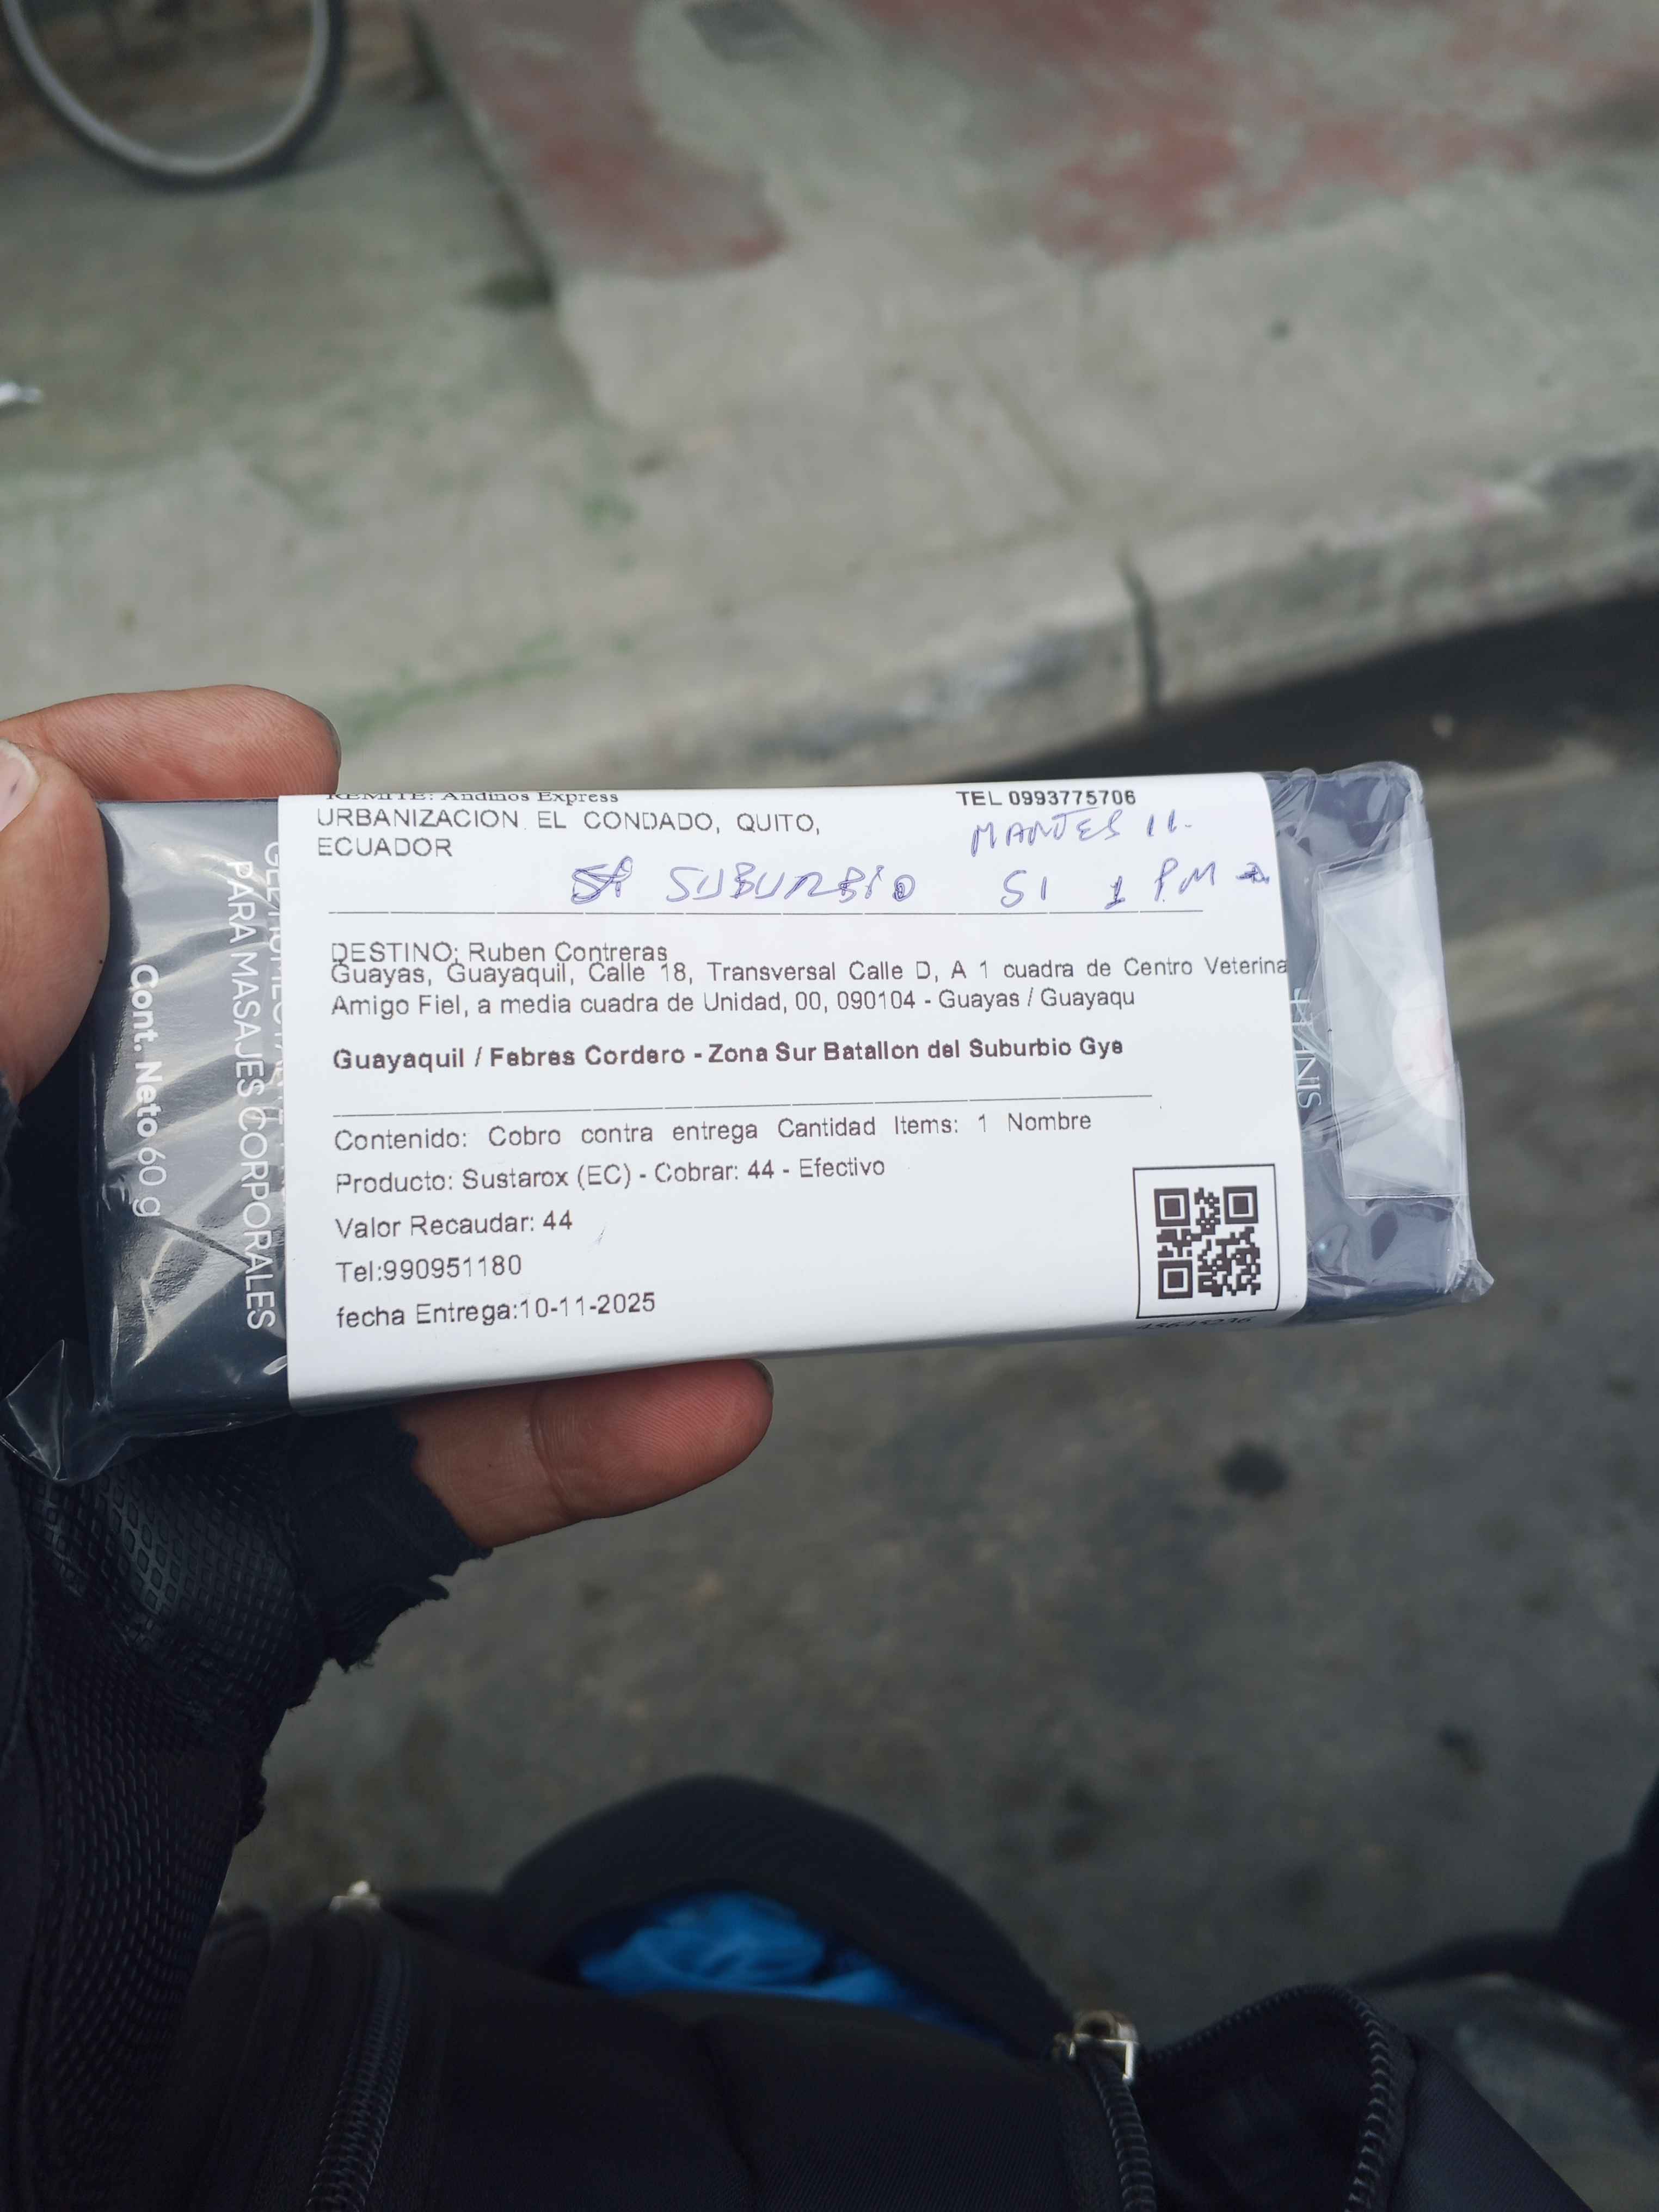 REMITE: Andinos Express
TEL 0993775706
URBANIZACION EL CONDADO, QUITO,
ECUADOR
MARTES 11.
SUBURBIO SI 1 PM
DESTINO: Ruben Contreras
Guayas, Guayaquil, Calle 18, Transversal Calle D, A 1 cuadra de Centro Veterina
Amigo Fiel, a media cuadra de Unidad, 00, 090104 - Guayas / Guayaqu
Guayaquil / Febres Cordero - Zona Sur Batallon del Suburbio Gye
Contenido: Cobro contra entrega Cantidad Items: 1 Nombre
Producto: Sustarox (EC) - Cobrar: 44 - Efectivo
Valor Recaudar: 44
Tel:990951180
fecha Entrega:10-11-2025
PARA MASAJES CORPORALES
Cont. Neto 60 g